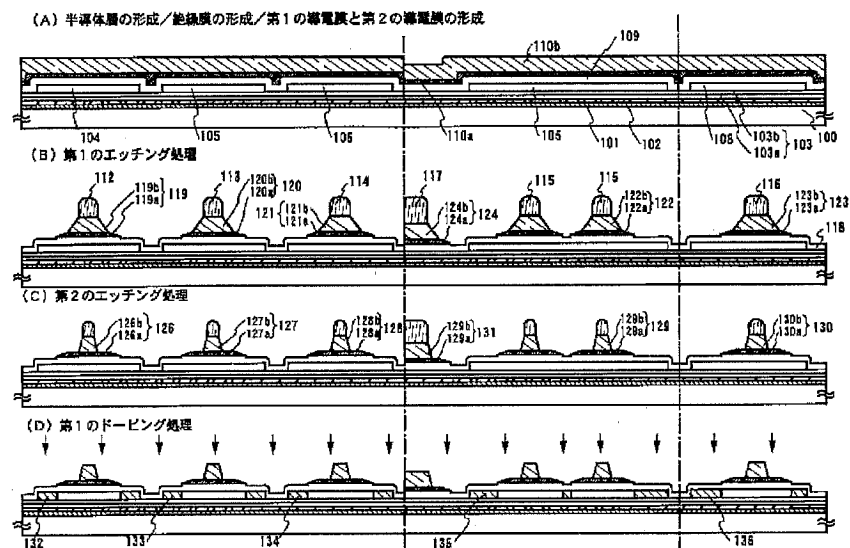 (A) 半導体層の形成/絶縁膜の形成/第1の導電膜と第2の導電膜の形成
110b 109
104 105 106 110a 105 101 102 108 103b 103a }103 100
(B) 第1のエッチング処理
112 113 114 117 115 115 116
119b 119a }119 120b 120a }120 121{ 121b 121a 124b 124a }124 122b 122a }122 123b 123a }123 118
(C) 第2のエッチング処理
126b 126a }126 127b 127a }127 128b 128a }128 129b 129a }131 129b 129a }129 130b 130a }130
(D) 第1のドーピング処理
132 133 134 135 136